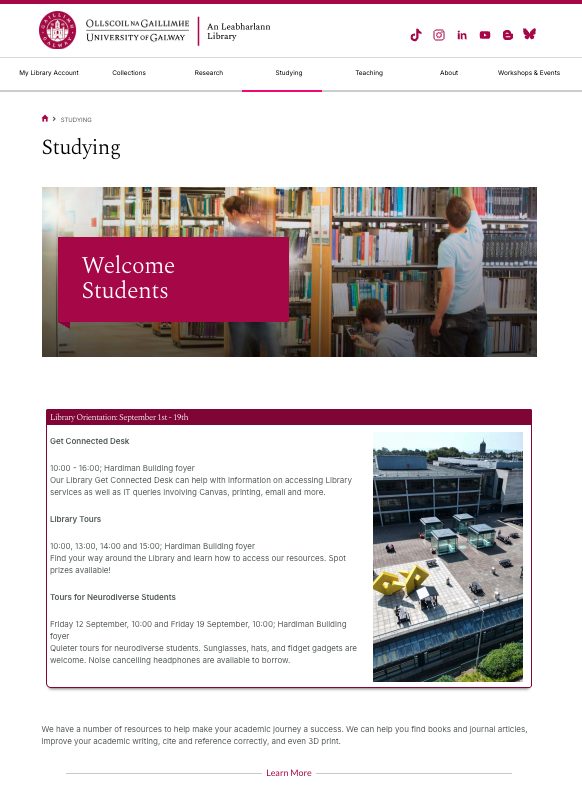 OLLSCOIL NA GAILLIMHE
UNIVERSITY OF GALWAY
An Leabharlann
Library
My Library Account
Collections
Research
Studying
Teaching
About
Workshops & Events
STUDYING
Studying
Welcome
Students
Library Orientation: September 1st - 19th
Get Connected Desk
10:00 - 16:00; Hardiman Building foyer
Our Library Get Connected Desk can help with information on accessing Library
services as well as IT queries involving Canvas, printing, email and more.
Library Tours
10:00, 13:00, 14:00 and 15:00; Hardiman Building foyer
Find your way around the Library and learn how to access our resources. Spot
prizes available!
Tours for Neurodiverse Students
Friday 12 September, 10:00 and Friday 19 September, 10:00; Hardiman Building
foyer
Quieter tours for neurodiverse students. Sunglasses, hats, and fidget gadgets are
welcome. Noise cancelling headphones are available to borrow.
We have a number of resources to help make your academic journey a success. We can help you find books and journal articles,
improve your academic writing, cite and reference correctly, and even 3D print.
Learn More